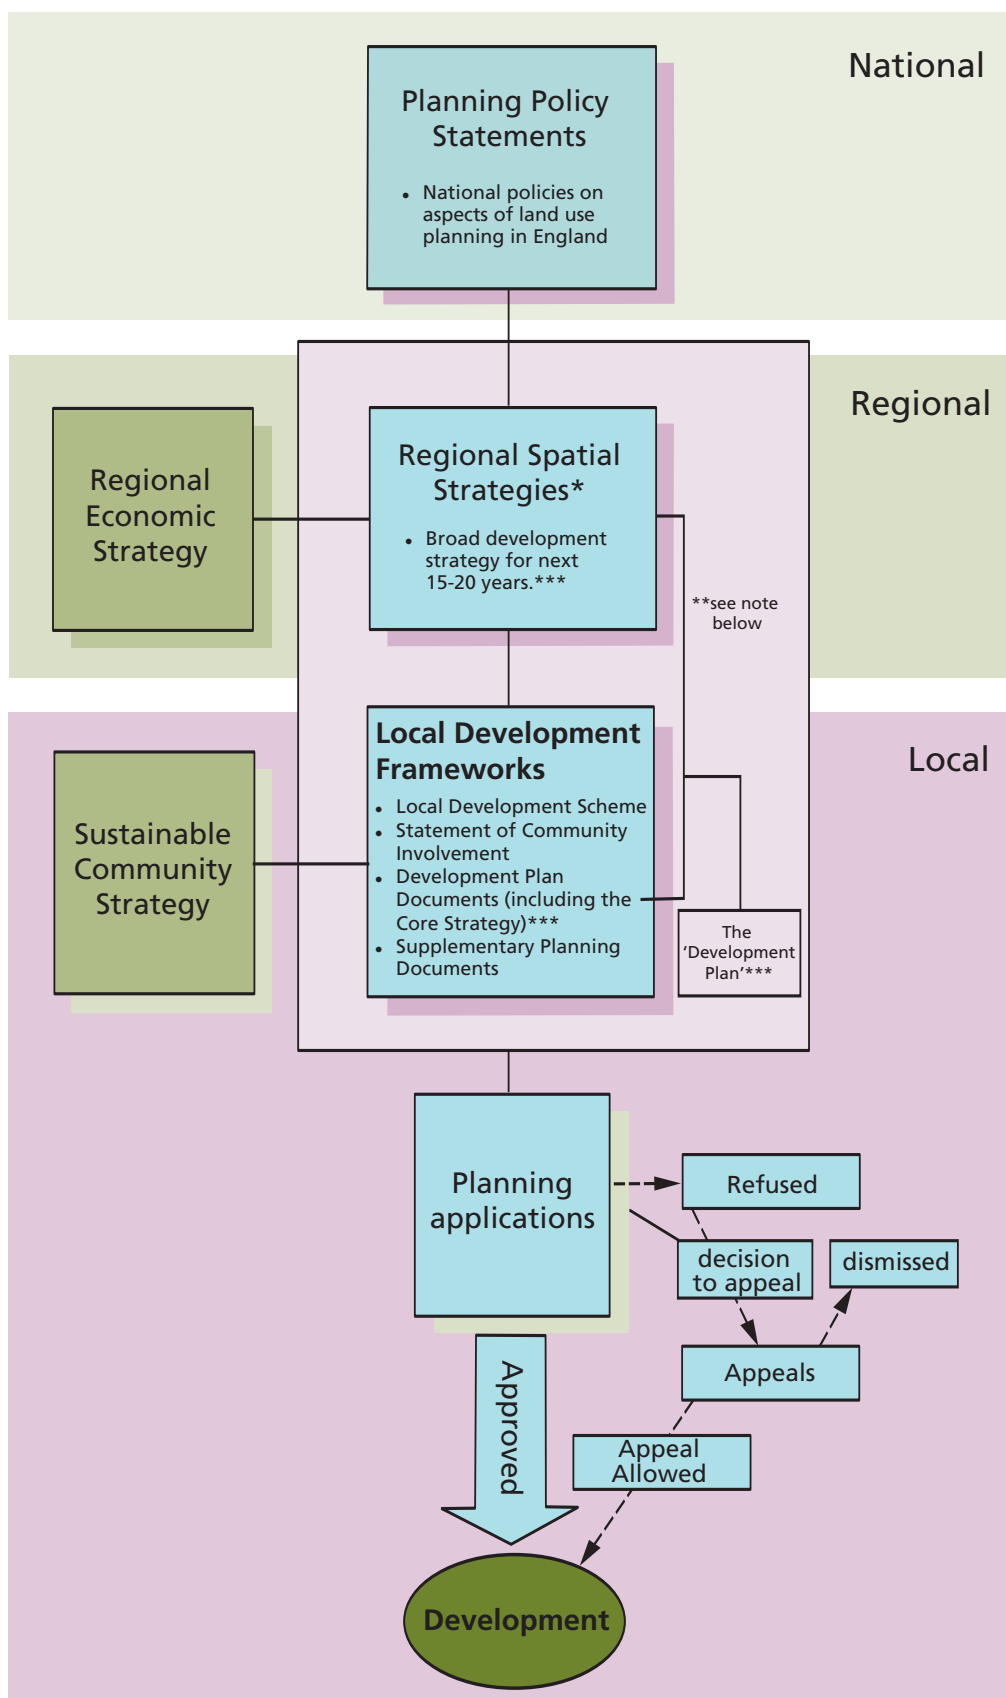 National
Planning Policy
Statements
• National policies on
aspects of land use
planning in England
Regional
Regional
Economic
Strategy
Regional Spatial
Strategies*
• Broad development
strategy for next
15-20 years.***
**see note
below
Local
Sustainable
Community
Strategy
Local Development
Frameworks
• Local Development Scheme
• Statement of Community
Involvement
• Development Plan
Documents (including the
Core Strategy)***
• Supplementary Planning
Documents
The
'Development
Plan'***
Planning
applications
Refused
decision
to appeal
dismissed
Appeals
Appeal
Allowed
Approved
Development